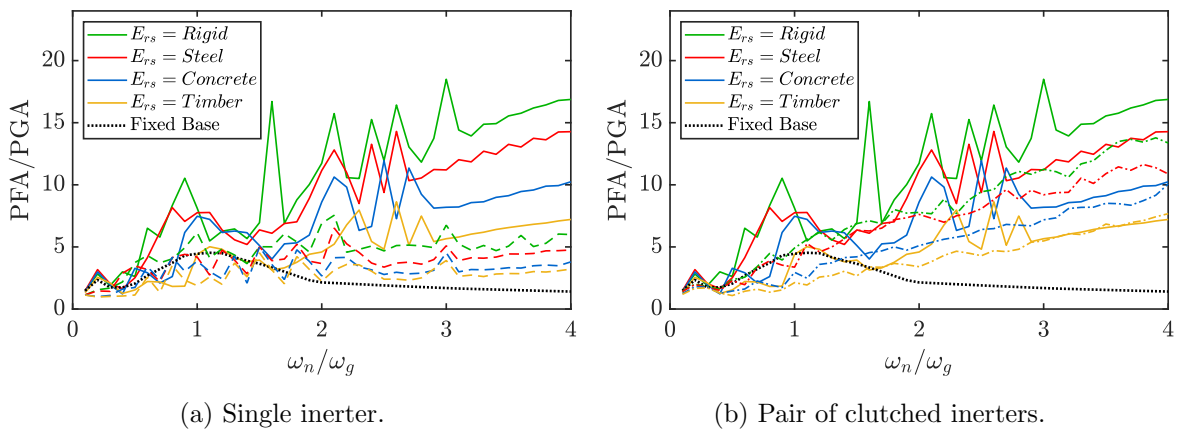 PFA/PGA
20
15
10
5
0
E_rs = Rigid
E_rs = Steel
E_rs = Concrete
E_rs = Timber
Fixed Base
0 1 2 3 4
ω_n/ω_g
(a) Single inerter.
PFA/PGA
20
15
10
5
0
E_rs = Rigid
E_rs = Steel
E_rs = Concrete
E_rs = Timber
Fixed Base
0 1 2 3 4
ω_n/ω_g
(b) Pair of clutched inerters.